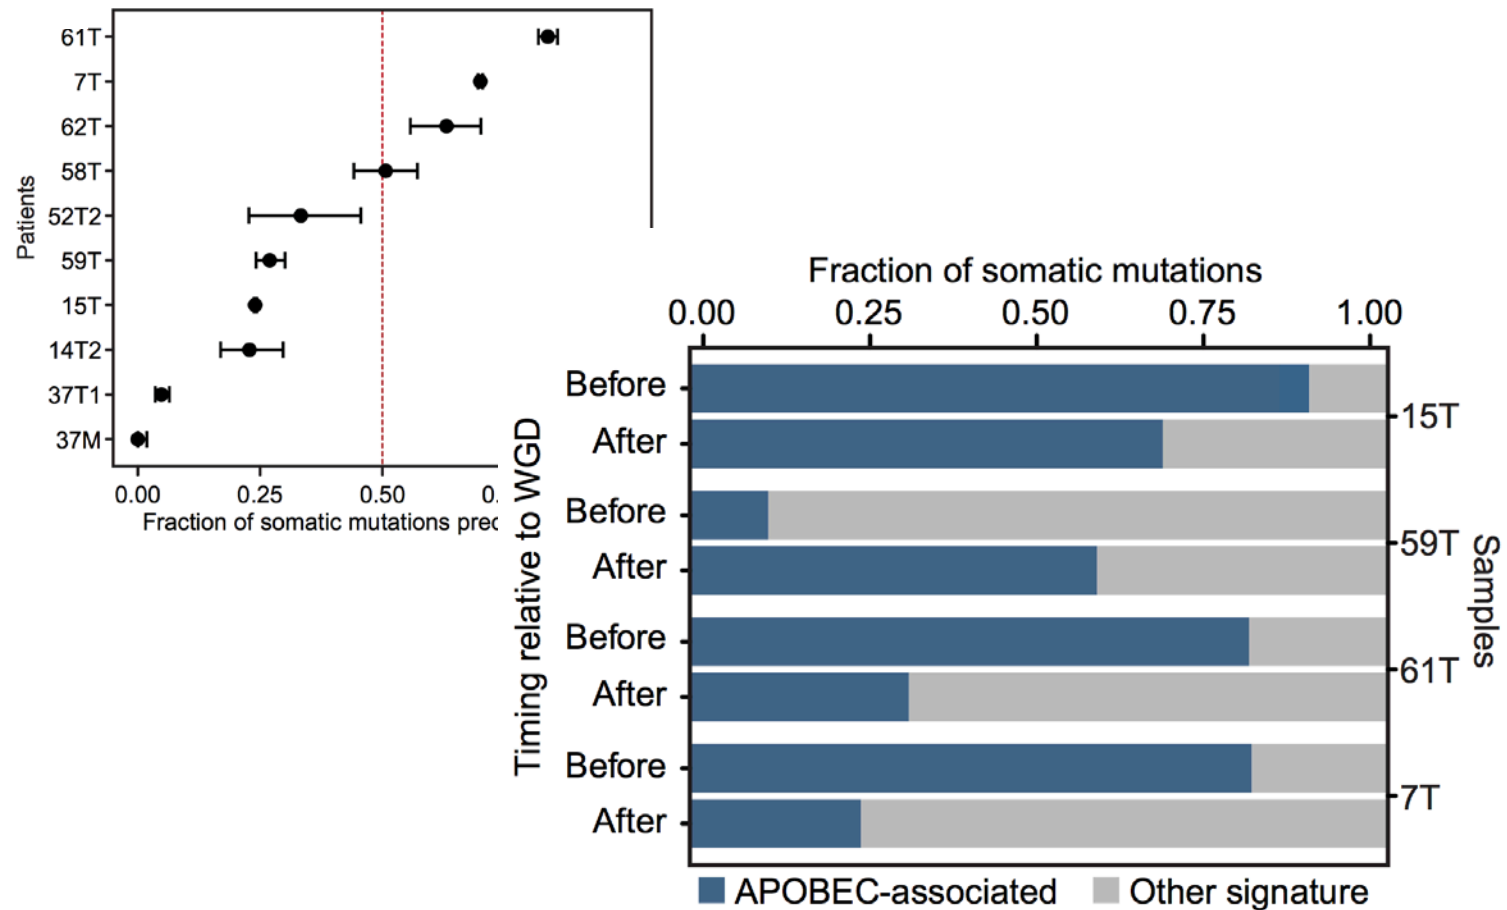 Patients
61T
7T
62T
58T
52T2
59T
15T
14T2
37T1
37M
0.00 0.25 0.50
Fraction of somatic mutations
Fraction of somatic mutations
0.00 0.25 0.50 0.75 1.00
Timing relative to WGD
Before
After
15T
Before
After
59T
Before
After
61T
Before
After
7T
Samples
APOBEC-associated Other signature